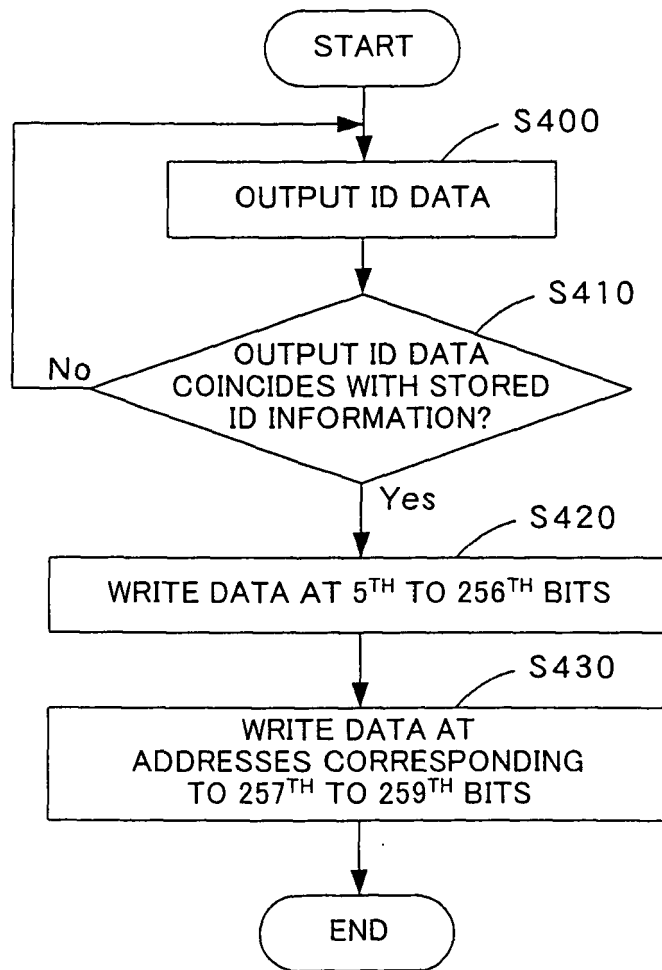 START
S400
OUTPUT ID DATA
S410
OUTPUT ID DATA
COINCIDES WITH STORED
ID INFORMATION?
No
Yes
S420
WRITE DATA AT 5TH TO 256TH BITS
S430
WRITE DATA AT
ADDRESSES CORRESPONDING
TO 257TH TO 259TH BITS
END